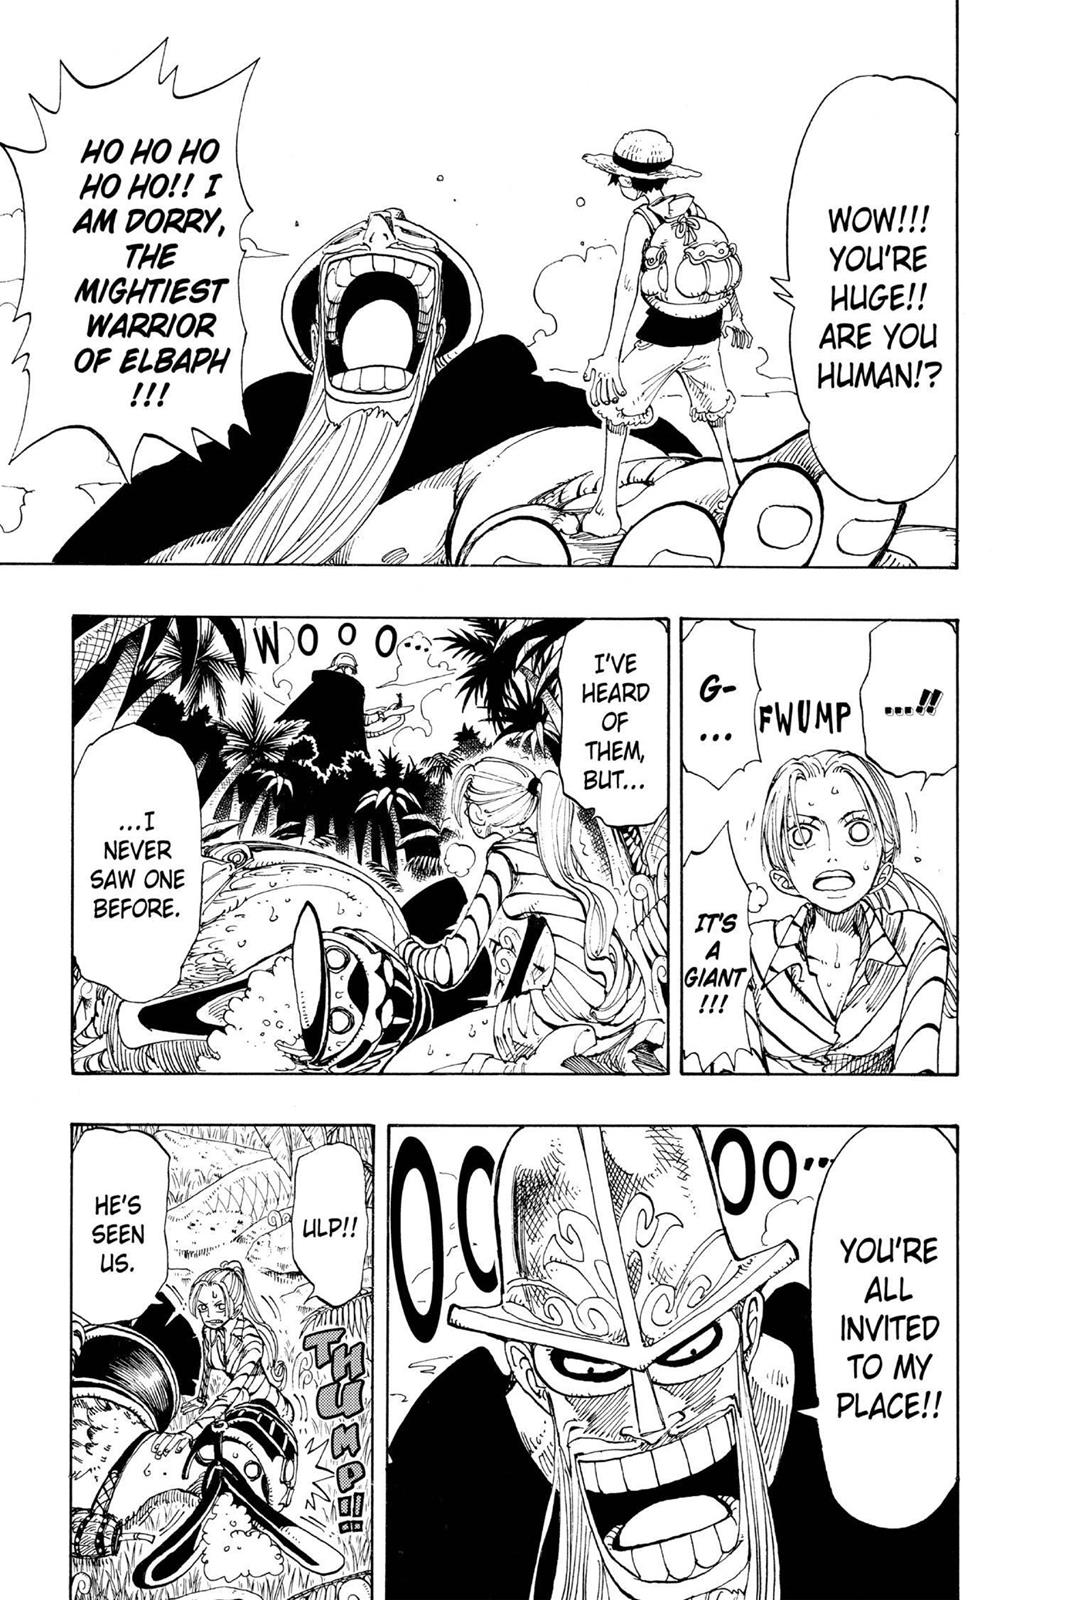 WOW!!!
YOU'RE
HUGE!!
ARE YOU
HUMAN!?
HO HO HO
HO HO!! I
AM DORRY,
THE
MIGHTIEST
WARRIOR
OF ELBAPH
!!!
...!!
FWUMP
G-
...
IT'S
A
GIANT
!!!
I'VE
HEARD
OF
THEM,
BUT...
WOOO...
...I
NEVER
SAW ONE
BEFORE.
YOU'RE
ALL
INVITED
TO MY
PLACE!!
OOOO...
ULP!!
THUMP!!
HE'S
SEEN
US.